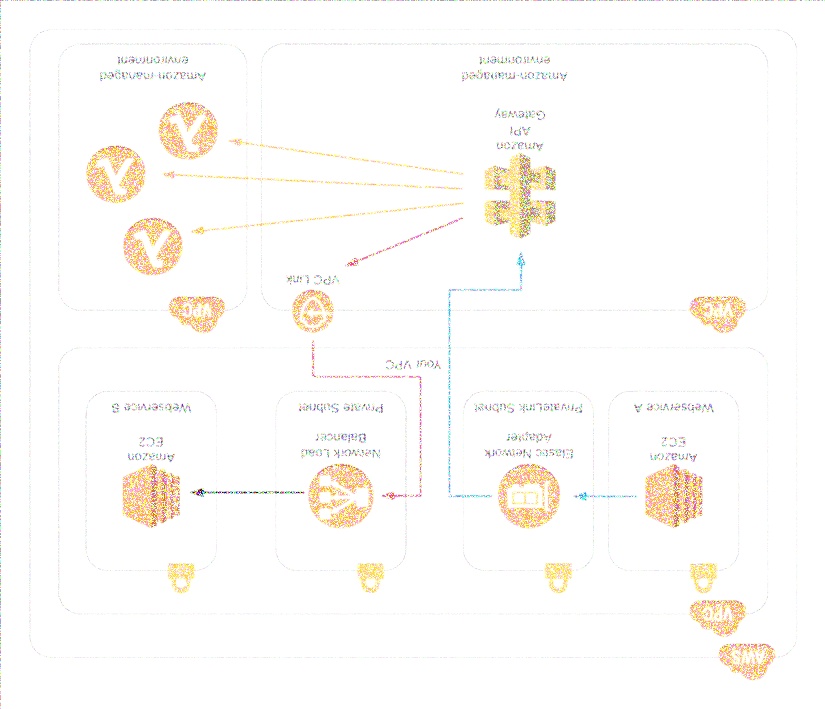 AWS
VPC
Amazon
EC2
Webservice A
Elastic Network
Adapter
PrivateLink Subnet
Network Load
Balancer
Private Subnet
Amazon
EC2
Webservice B
Your VPC
VPC
VPC
VPC Link
Amazon
API
Gateway
Amazon-managed
environment
Amazon-managed
environment